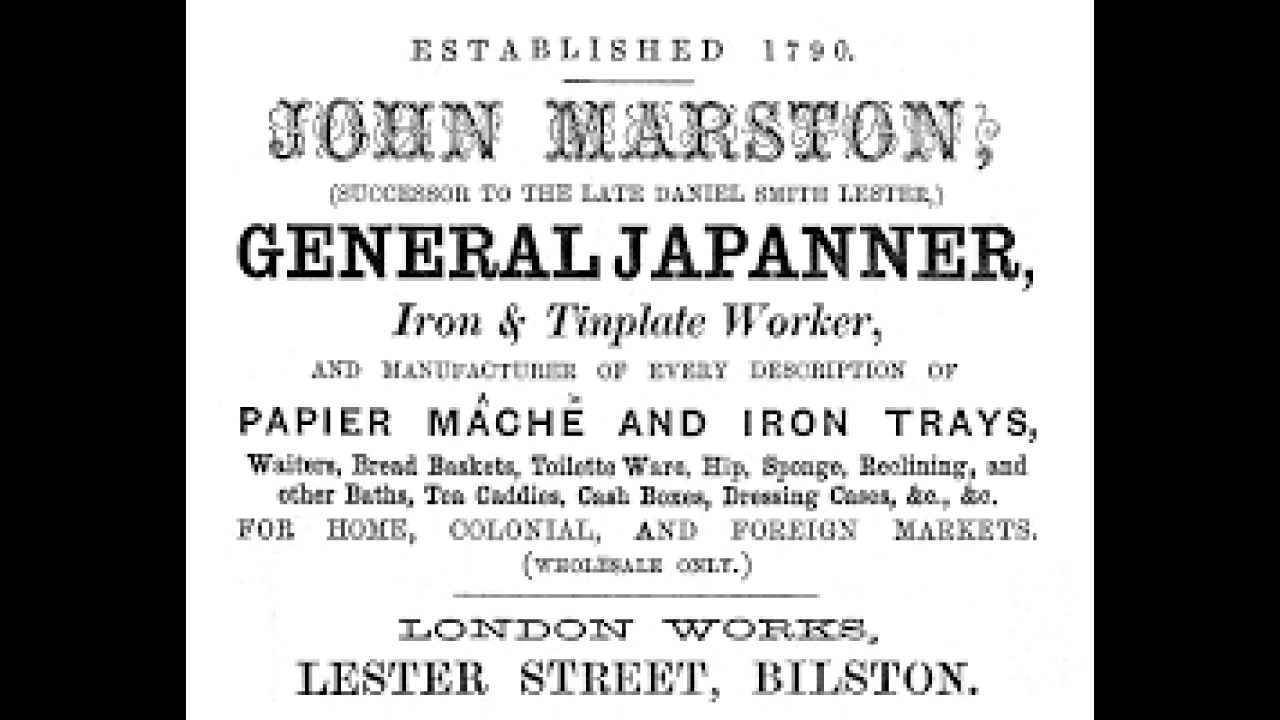 ESTABLISHED 1790.
JOHN MARSTON,
(SUCCESSOR TO THE LATE DANIEL SMITH LESTER,)
GENERAL JAPANNER,
Iron & Tinplate Worker,
AND MANUFACTURER OF EVERY DESCRIPTION OF
PAPIER MÂCHÈ AND IRON TRAYS,
Waiters, Bread Baskets, Toilette Ware, Hip, Sponge, Reclining, and
other Baths, Tea Caddies, Cash Boxes, Dressing Cases, &c., &c.
FOR HOME, COLONIAL, AND FOREIGN MARKETS.
(WHOLESALE ONLY.)
LONDON WORKS,
LESTER STREET, BILSTON.